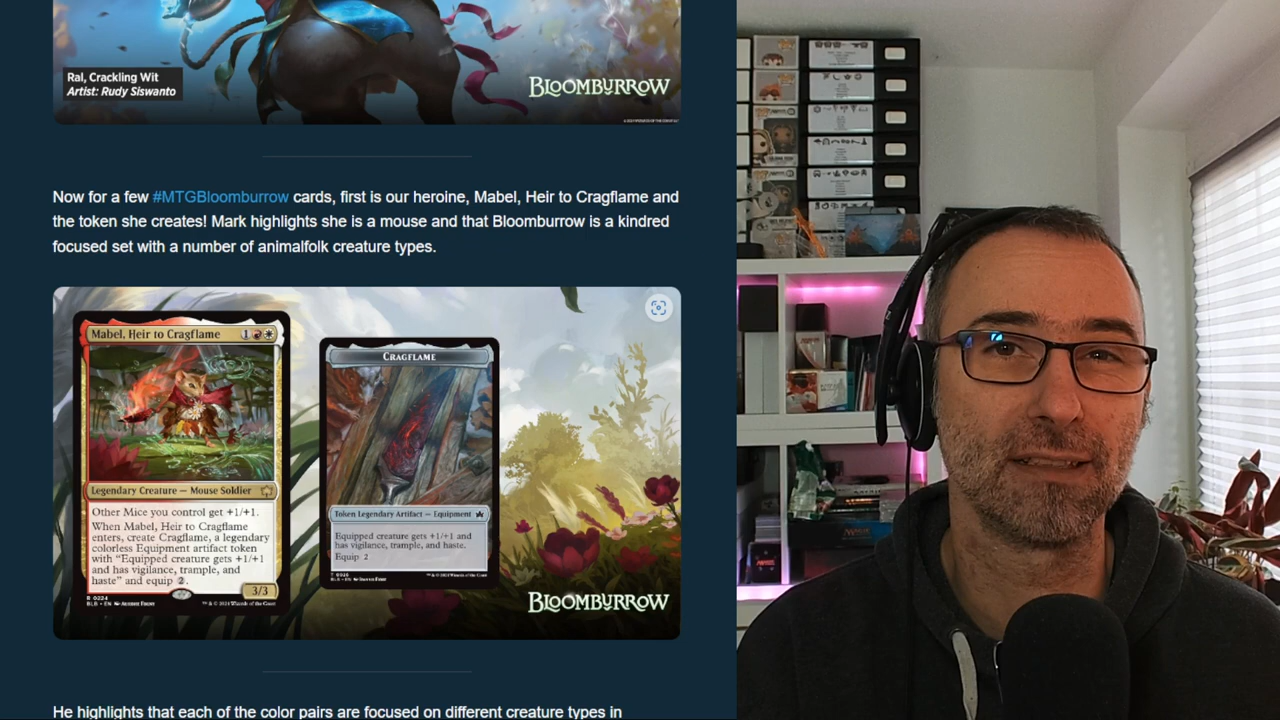 Ral, Crackling Wit
Artist: Rudy Siswanto
BLOOMBURROW
Now for a few #MTGBloomburrow cards, first is our heroine, Mabel, Heir to Cragflame and
the token she creates! Mark highlights she is a mouse and that Bloomburrow is a kindred
focused set with a number of animalfolk creature types.
Mabel, Heir to Cragflame 1
Legendary Creature — Mouse Soldier
Other Mice you control get +1/+1.
When Mabel, Heir to Cragflame
enters, create Cragflame, a legendary
colorless Equipment artifact token
with "Equipped creature gets +1/+1
and has vigilance, trample, and
haste" and equip 2.
3/3
R 0224
BLB • EN
CRAGFLAME
Token Legendary Artifact — Equipment
Equipped creature gets +1/+1 and
has vigilance, trample, and haste.
Equip 2
BLB • EN
BLOOMBURROW
He highlights that each of the color pairs are focused on different creature types in